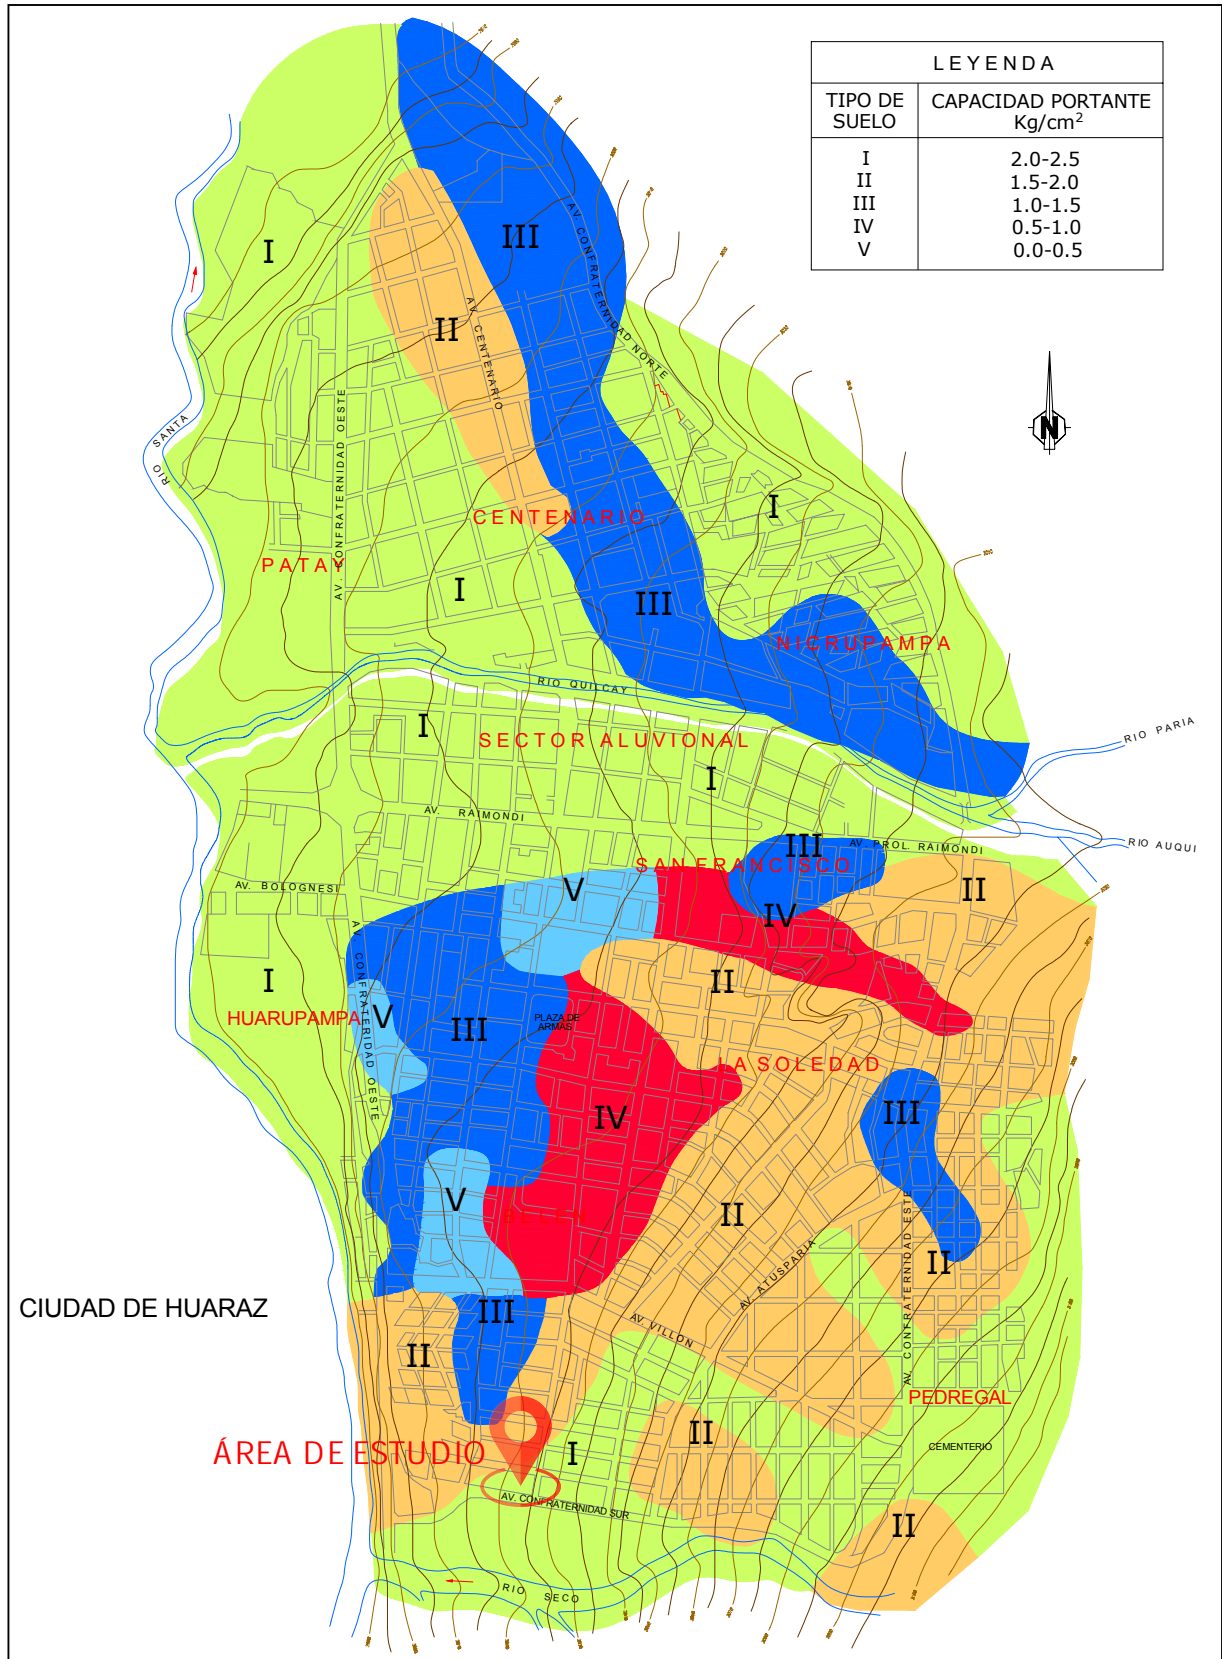 LEYENDA
TIPO DE SUELO
CAPACIDAD PORTANTE
Kg/cm²
I 2.0-2.5
II 1.5-2.0
III 1.0-1.5
IV 0.5-1.0
V 0.0-0.5
III
AV. CONFRATERNIDAD NORTE
I
II
AV. CENTENARIO
N
RIO SANTA
AV. CONFRATERNIDAD OESTE
CENTENARIO
I
PATAY
I
III
NICRUPAMPA
RIO QUILCAY
I
SECTOR ALUVIONAL
RIO PARIA
I
AV. RAIMONDI
III
AV. PROL. RAIMONDI
RIO AUQUI
SAN FRANCISCO
AV. BOLOGNESI
V
II
IV
AV. CONFRATERIDAD OESTE
I
II
HUARUPAMPA
V
III
PLAZA DE
ARMAS
LA SOLEDAD
IV
III
V
BELEN
II
AV. CONFRATERNIDAD ESTE
AV. ATUSPARIA
II
CIUDAD DE HUARAZ
III
AV. VILLON
II
PEDREGAL
II
ÁREA DE ESTUDIO
I
CEMENTERIO
AV. CONFRATERNIDAD SUR
II
RIO SECO